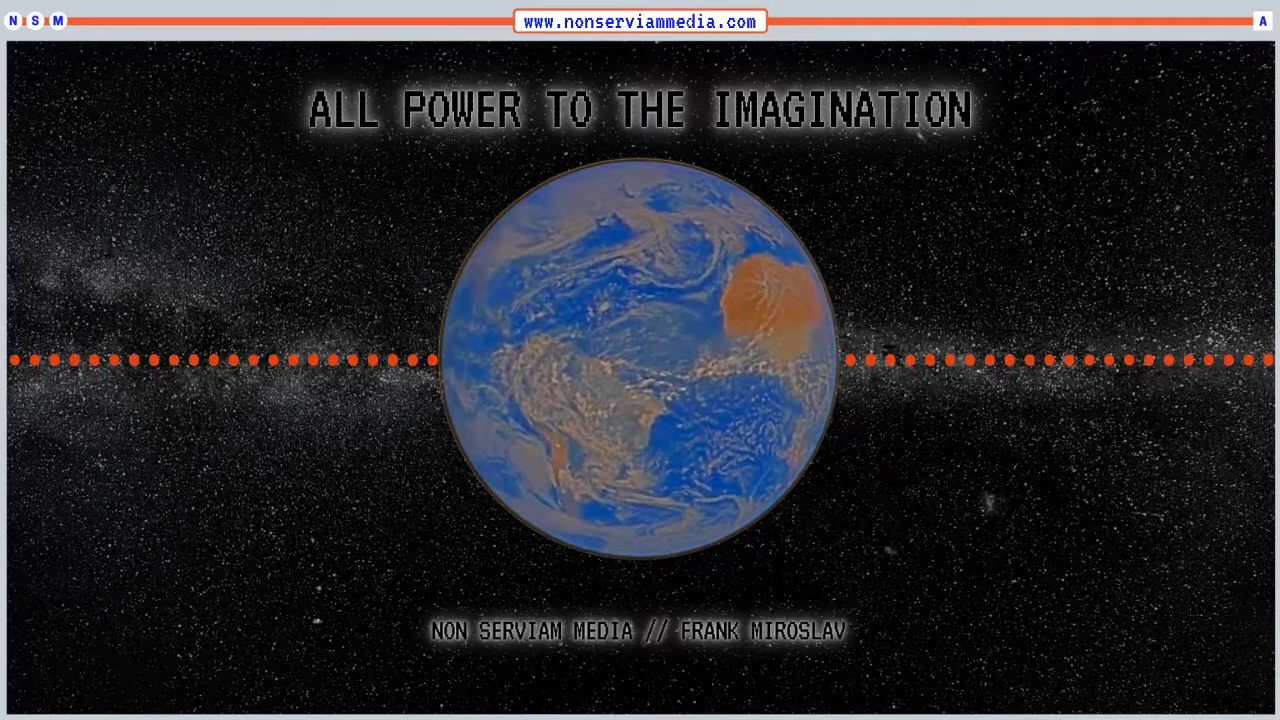 N S M www.nonserviammedia.com A
ALL POWER TO THE IMAGINATION
NON SERVIAM MEDIA // FRANK MIROSLAV